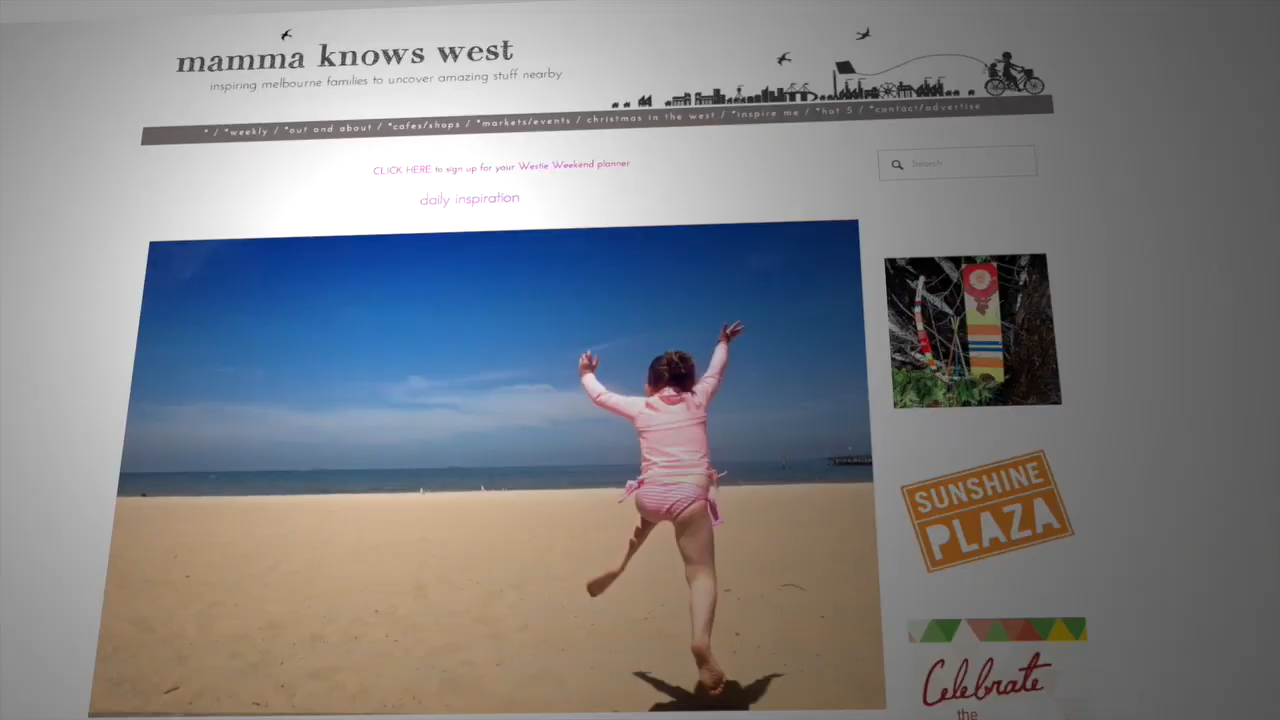 mamma knows west
inspiring melbourne families to uncover amazing stuff nearby
* / *weekly / *out and about / *cafes/shops / *markets/events / christmas in the west / *inspire me / *hot 5 / *contact/advertise
CLICK HERE to sign up for your Westie Weekend planner
Search
daily inspiration
SUNSHINE
PLAZA
Celebrate
the